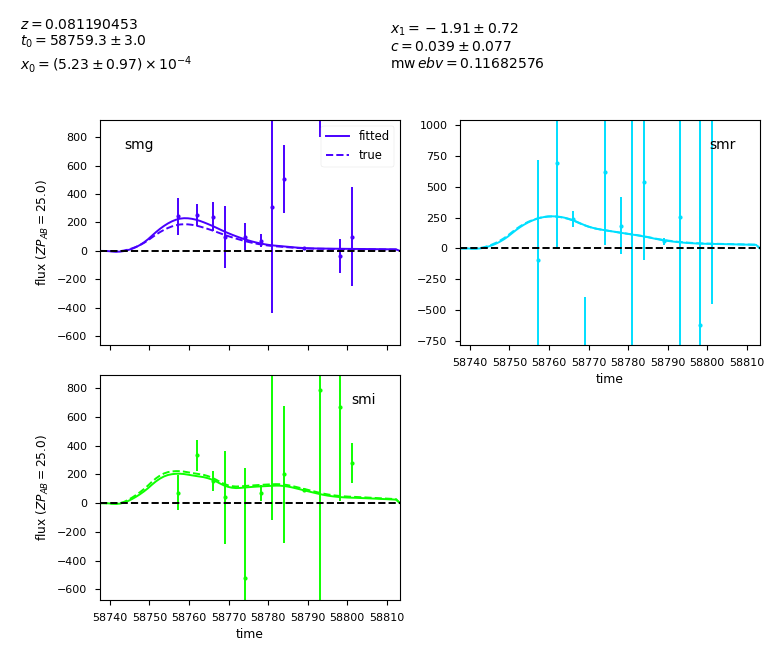 z = 0.081190453
t₀ = 58759.3 ± 3.0
x₀ = (5.23 ± 0.97) × 10⁻⁴
x₁ = −1.91 ± 0.72
c = 0.039 ± 0.077
mw ebv = 0.11682576
smg
fitted
true
800
600
400
200
0
−200
−400
−600
flux (ZP_AB = 25.0)
smr
1000
750
500
250
0
−250
−500
−750
58740 58750 58760 58770 58780 58790 58800 58810
time
smi
800
600
400
200
0
−200
−400
−600
flux (ZP_AB = 25.0)
58740 58750 58760 58770 58780 58790 58800 58810
time